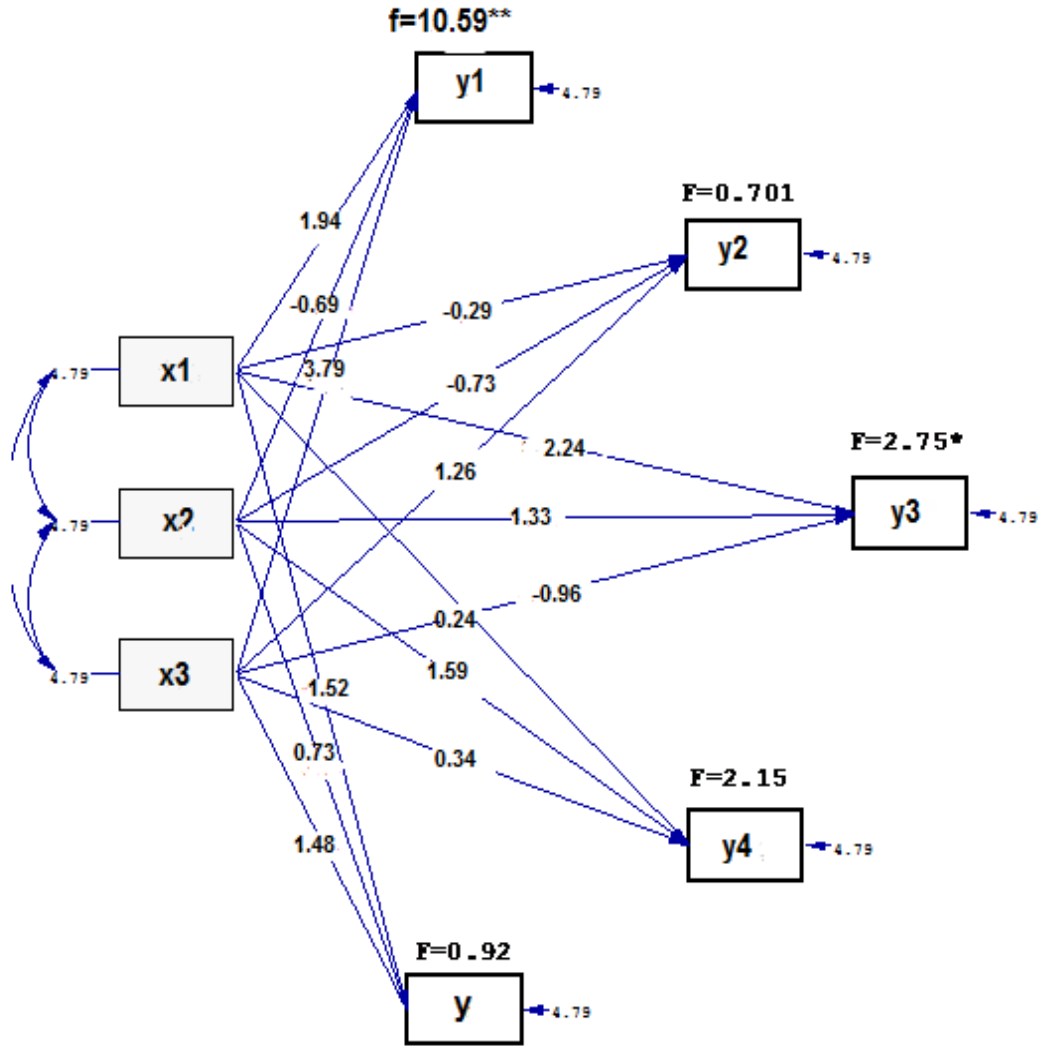 f=10.59**
y1
4.79
F=0.701
y2
4.79
1.94
-0.69
-0.29
3.79
-0.73
4.79
x1
F=2.75*
2.24
1.26
y3
4.79
1.33
4.79
x2
-0.96
0.24
1.59
4.79
x3
-1.52
0.73
0.34
F=2.15
y4
4.79
1.48
F=0.92
y
4.79